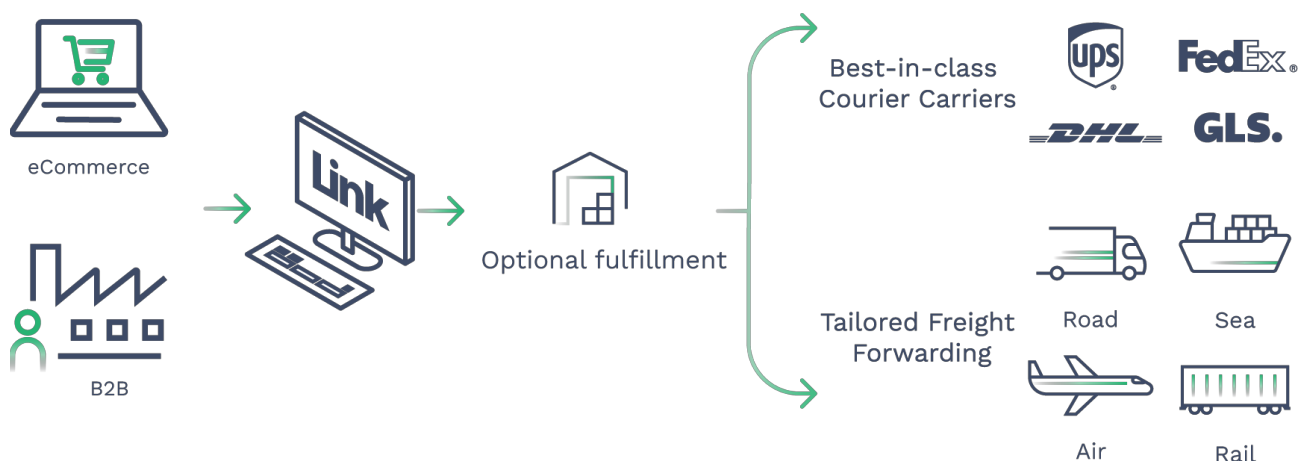 eCommerce
B2B
Link
Optional fulfillment
Best-in-class
Courier Carriers
ups
FedEx®
DHL
GLS.
Tailored Freight
Forwarding
Road
Sea
Air
Rail